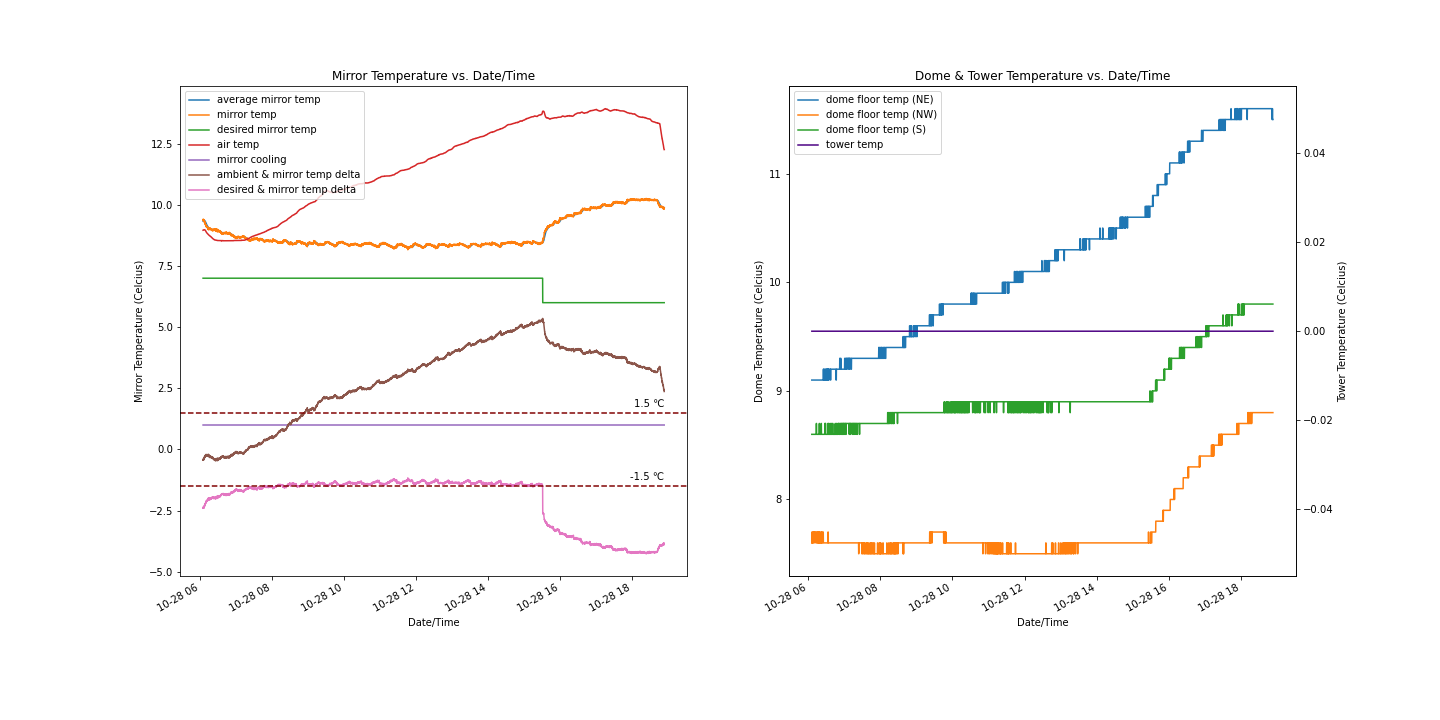 Mirror Temperature vs. Date/Time
average mirror temp
mirror temp
desired mirror temp
air temp
mirror cooling
ambient & mirror temp delta
desired & mirror temp delta
12.5
10.0
7.5
5.0
2.5
0.0
−2.5
−5.0
Mirror Temperature (Celcius)
1.5 °C
-1.5 °C
10-28 06
10-28 08
10-28 10
10-28 12
10-28 14
10-28 16
10-28 18
Date/Time
Dome & Tower Temperature vs. Date/Time
dome floor temp (NE)
dome floor temp (NW)
dome floor temp (S)
tower temp
11
10
9
8
Dome Temperature (Celcius)
0.04
0.02
0.00
−0.02
−0.04
Tower Temperature (Celcius)
10-28 06
10-28 08
10-28 10
10-28 12
10-28 14
10-28 16
10-28 18
Date/Time